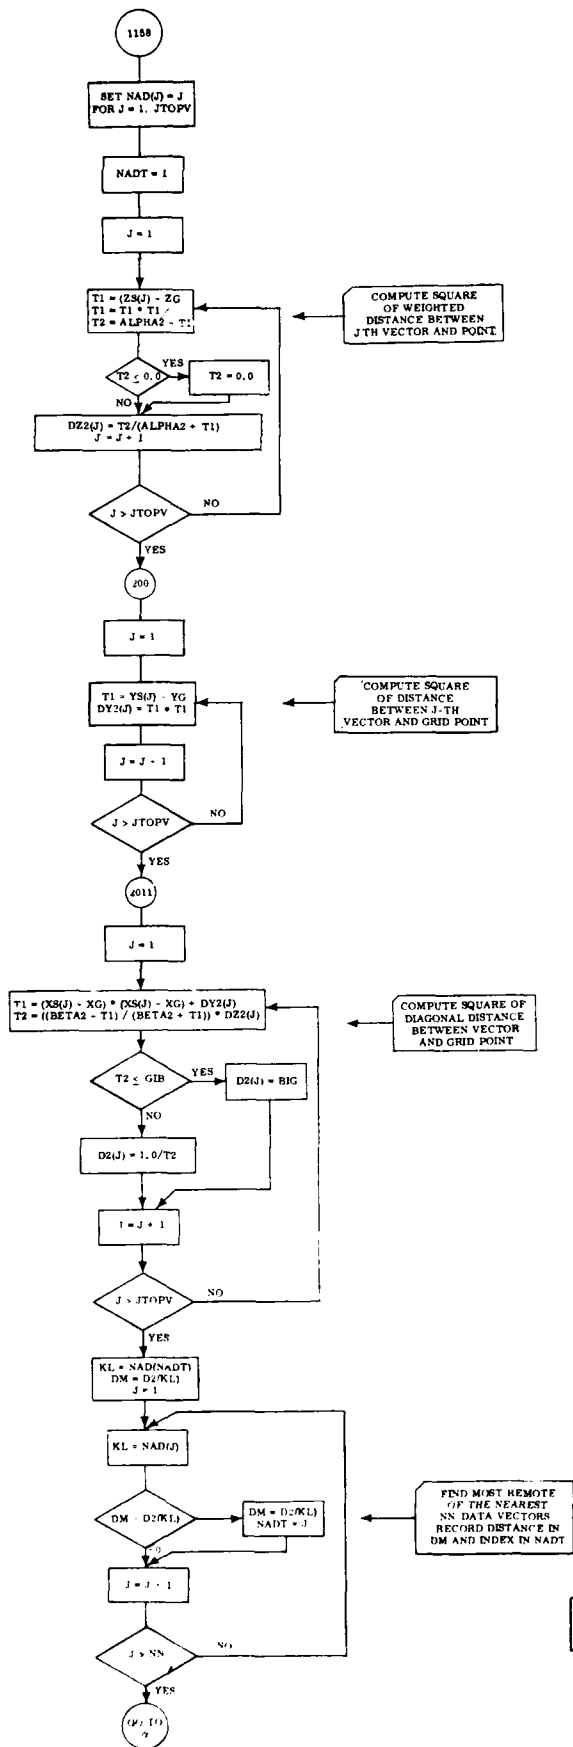 1158
SET NAD(J) = J
FOR J = 1, JTOPV
NADT = 1
J = 1
T1 = (ZS(J) - ZG
T1 = T1 * T1
T2 = ALPHA2 - T1
COMPUTE SQUARE
OF WEIGHTED
DISTANCE BETWEEN
J TH VECTOR AND POINT
T2 ≤ 0.0
YES
T2 = 0.0
NO
DZ2(J) = T2/(ALPHA2 + T1)
J = J + 1
J > JTOPV
NO
YES
200
J = 1
T1 = YS(J) - YG
DY2(J) = T1 * T1
COMPUTE SQUARE
OF DISTANCE
BETWEEN J-TH
VECTOR AND GRID POINT
J = J + 1
J > JTOPV
NO
YES
2011
J = 1
T1 = (XS(J) - XG) * (XS(J) - XG) + DY2(J)
T2 = ((BETA2 - T1) / (BETA2 + T1)) * DZ2(J)
COMPUTE SQUARE OF
DIAGONAL DISTANCE
BETWEEN VECTOR
AND GRID POINT
T2 ≤ GIB
YES
D2(J) = BIG
NO
D2(J) = 1.0/T2
J = J + 1
J > JTOPV
NO
YES
KL = NAD(NADT)
DM = D2(KL)
J = 1
KL = NAD(J)
DM - D2(KL)
DM = D2(KL)
NADT = J
FIND MOST REMOTE
OF THE NEAREST
NN DATA VECTORS
RECORD DISTANCE IN
DM AND INDEX IN NADT
J = J + 1
J > NN
NO
YES
GO TO